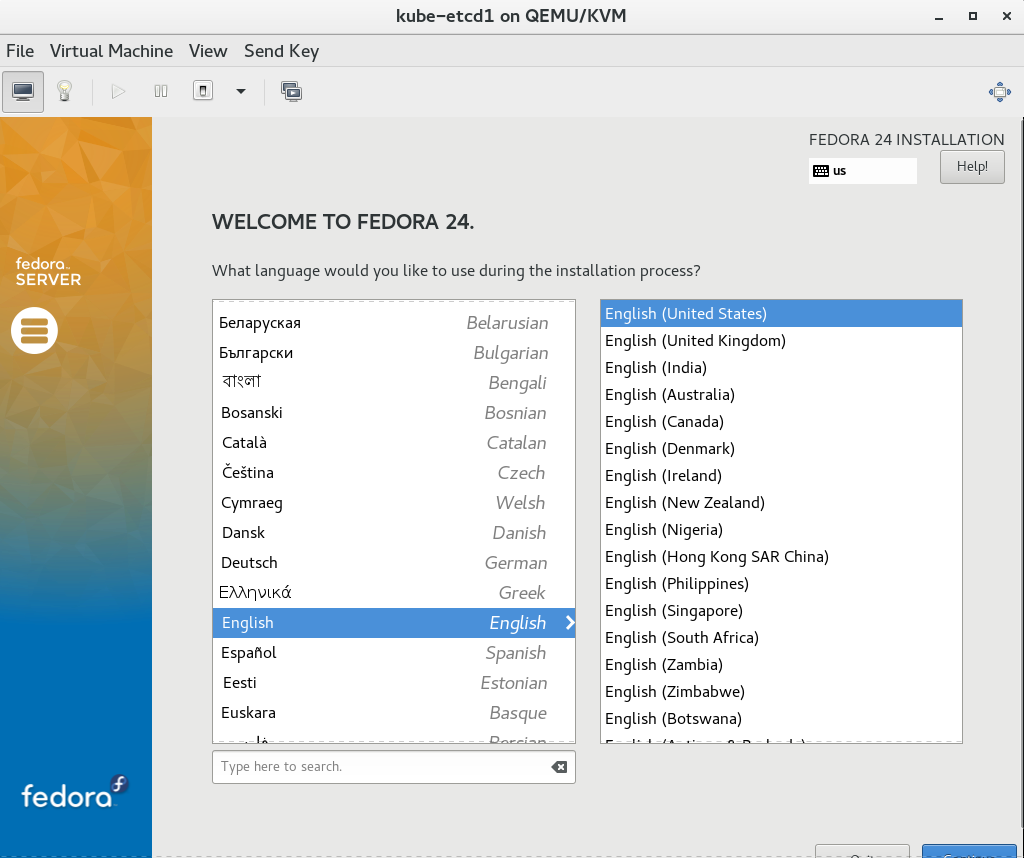 kube-etcd1 on QEMU/KVM
File Virtual Machine View Send Key
FEDORA 24 INSTALLATION
us
Help!
fedora™
SERVER
WELCOME TO FEDORA 24.
What language would you like to use during the installation process?
Беларуская Belarusian
Български Bulgarian
বাংলা Bengali
Bosanski Bosnian
Català Catalan
Čeština Czech
Cymraeg Welsh
Dansk Danish
Deutsch German
Ελληνικά Greek
English English
Español Spanish
Eesti Estonian
Euskara Basque
Persian
English (United States)
English (United Kingdom)
English (India)
English (Australia)
English (Canada)
English (Denmark)
English (Ireland)
English (New Zealand)
English (Nigeria)
English (Hong Kong SAR China)
English (Philippines)
English (Singapore)
English (South Africa)
English (Zambia)
English (Zimbabwe)
English (Botswana)
English (Antigua & Barbuda)
Type here to search.
fedora